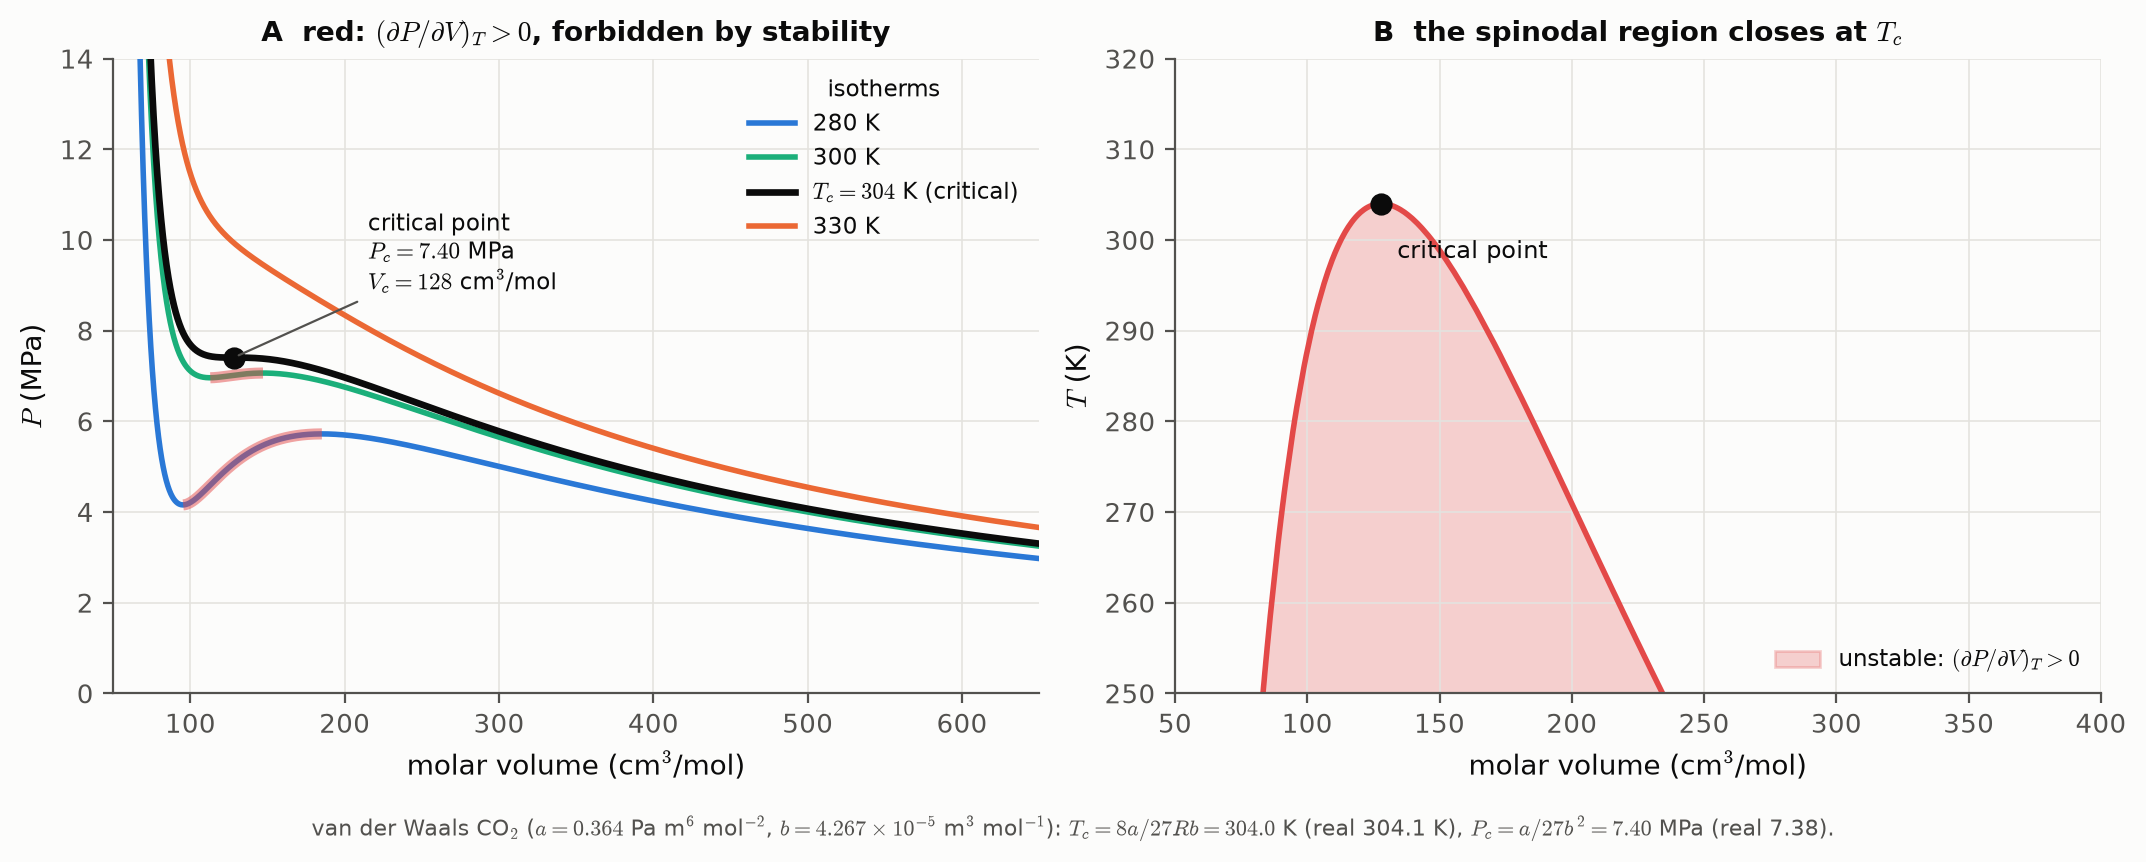 A red: (∂P/∂V)_T > 0, forbidden by stability
14
12
10
8
6
4
2
0
P (MPa)
100 200 300 400 500 600
molar volume (cm³/mol)
isotherms
280 K
300 K
T_c = 304 K (critical)
330 K
critical point
P_c = 7.40 MPa
V_c = 128 cm³/mol
B the spinodal region closes at T_c
320
310
300
290
280
270
260
250
T (K)
50 100 150 200 250 300 350 400
molar volume (cm³/mol)
critical point
unstable: (∂P/∂V)_T > 0
van der Waals CO₂ (a = 0.364 Pa m⁶ mol⁻², b = 4.267 × 10⁻⁵ m³ mol⁻¹): T_c = 8a/27Rb = 304.0 K (real 304.1 K), P_c = a/27b² = 7.40 MPa (real 7.38).